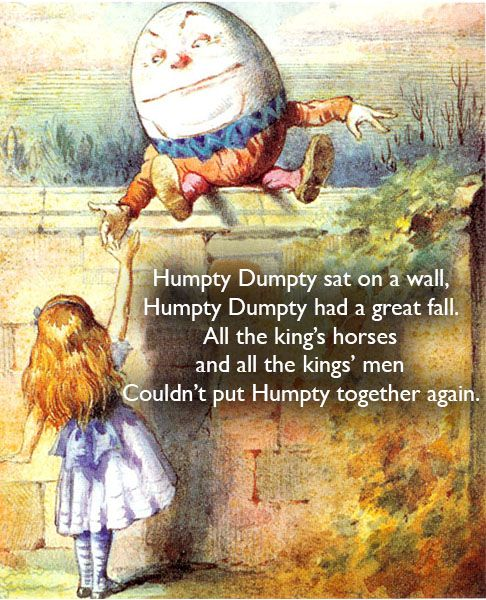 Humpty Dumpty sat on a wall,
Humpty Dumpty had a great fall.
All the king’s horses
and all the kings’ men
Couldn’t put Humpty together again.